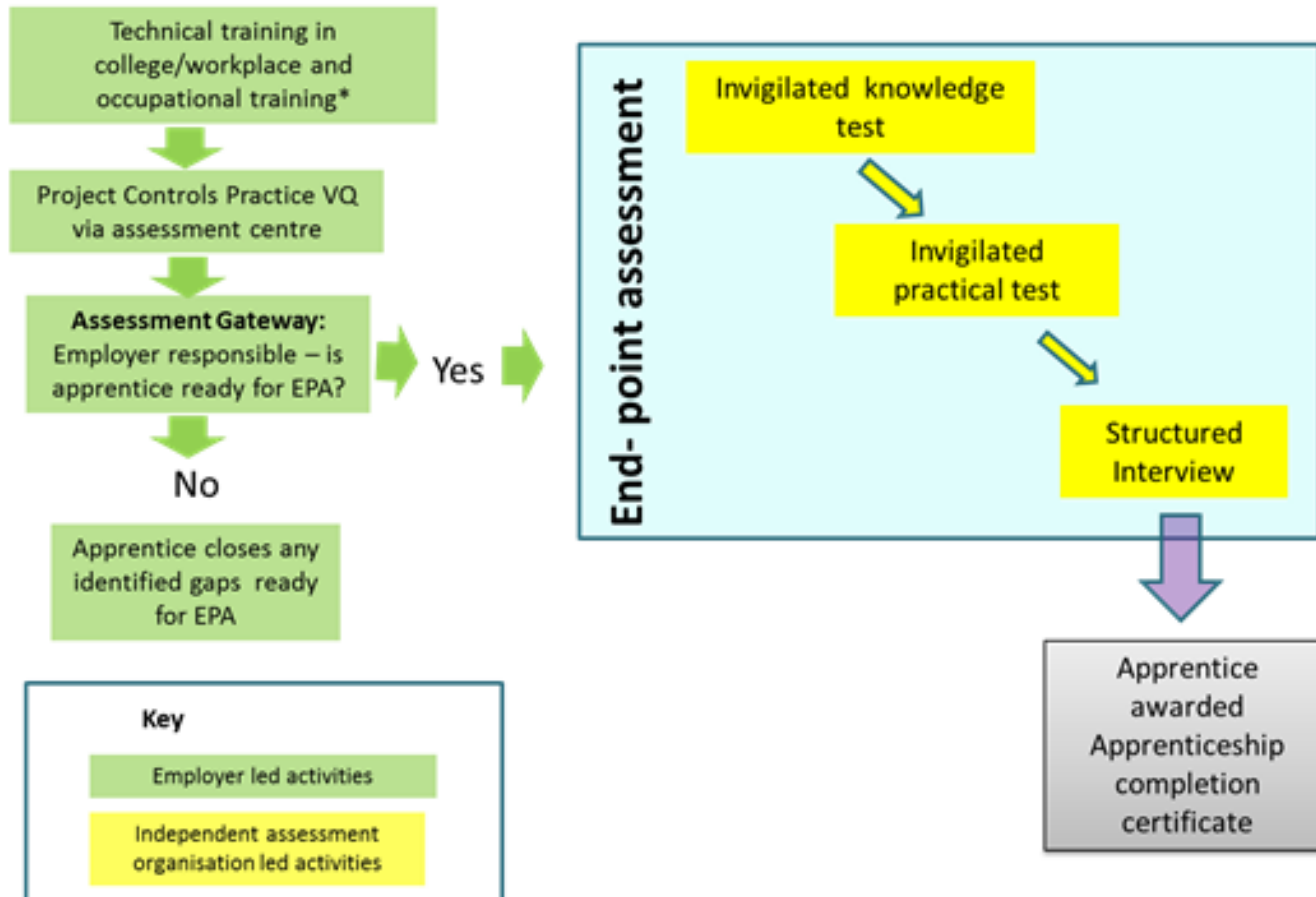 Technical training in
college/workplace and
occupational training*
Project Controls Practice VQ
via assessment centre
Assessment Gateway:
Employer responsible – is
apprentice ready for EPA?
Yes
No
Apprentice closes any
identified gaps ready
for EPA
Key
Employer led activities
Independent assessment
organisation led activities
End- point assessment
Invigilated knowledge
test
Invigilated
practical test
Structured
Interview
Apprentice
awarded
Apprenticeship
completion
certificate